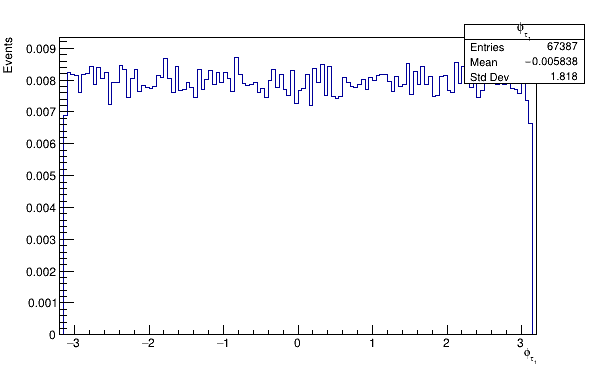 ϕτ1
Entries 67387
Mean −0.005838
Std Dev 1.818
Events
0.009
0.008
0.007
0.006
0.005
0.004
0.003
0.002
0.001
0
−3 −2 −1 0 1 2 3
ϕτ1